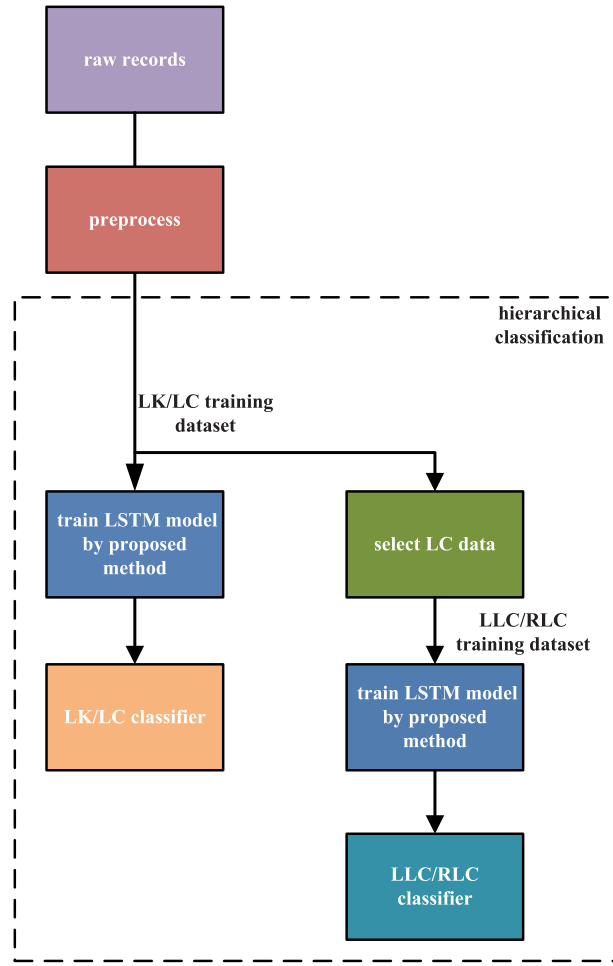 raw records
preprocess
hierarchical
classification
LK/LC training
dataset
train LSTM model
by proposed
method
select LC data
LLC/RLC
training dataset
LK/LC classifier
train LSTM model
by proposed
method
LLC/RLC
classifier